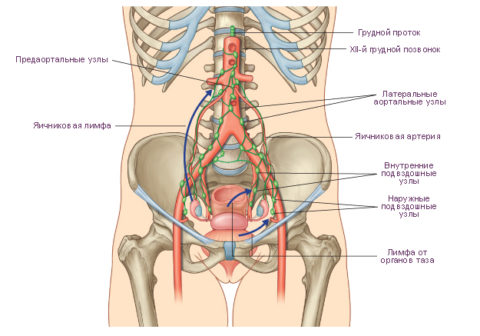 Грудной проток
XII-й грудной позвонок
Предаортальные узлы
Латеральные
аортальные узлы
Яичниковая лимфа
Яичниковая артерия
Внутренние
подвздошные
узлы
Наружные
подвздошные
узлы
Лимфа от
органов таза